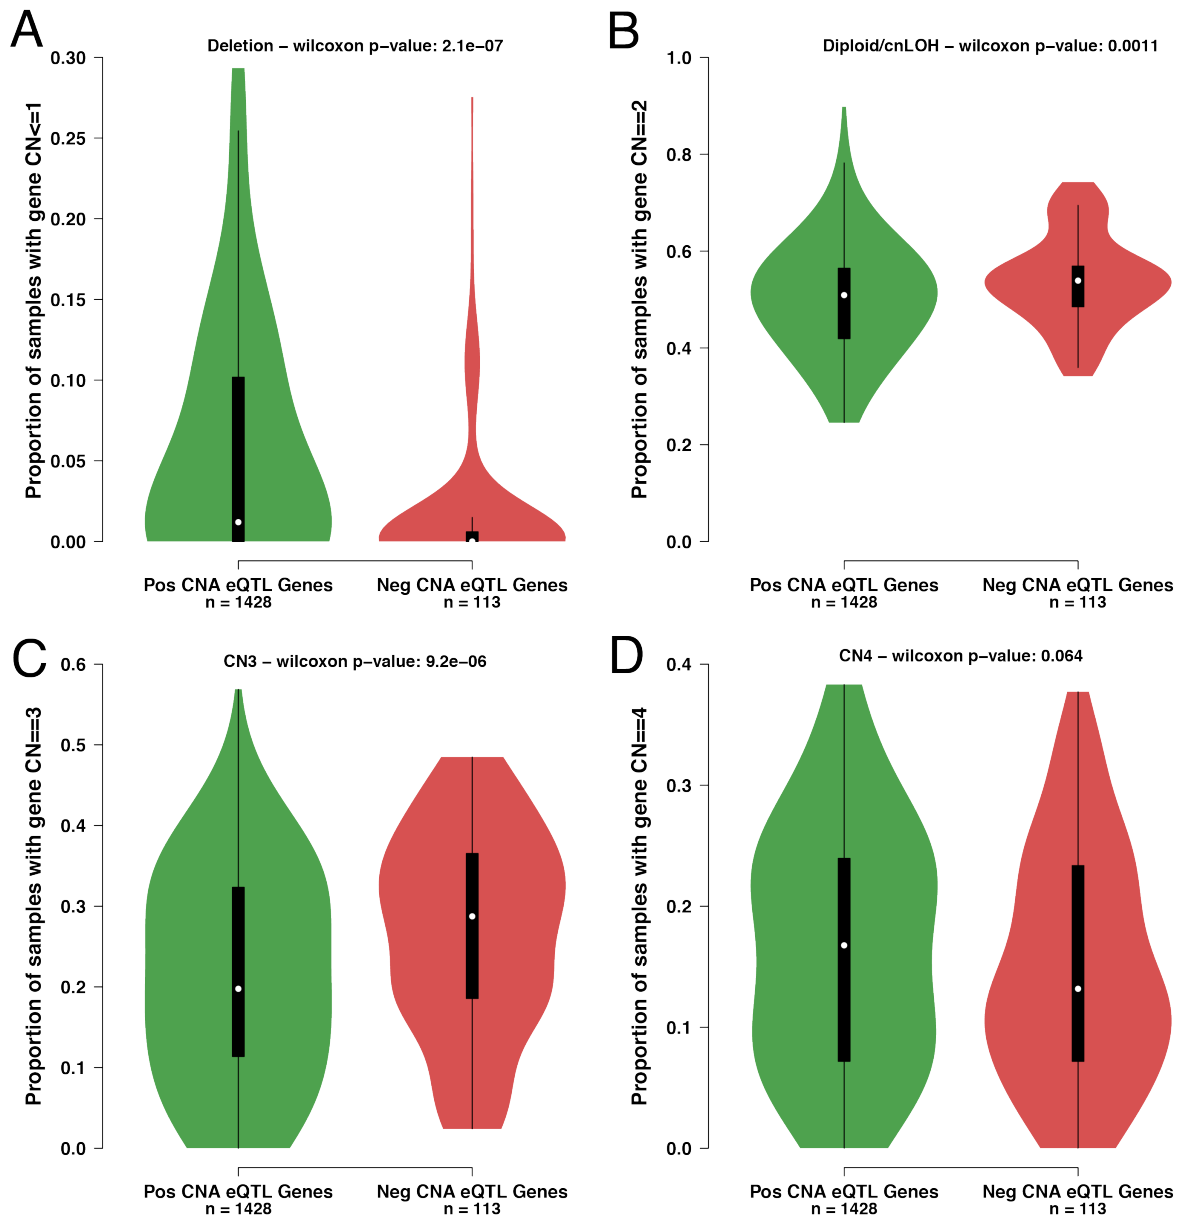 A
Deletion – wilcoxon p–value: 2.1e–07
Proportion of samples with gene CN<=1
0.30
0.25
0.20
0.15
0.10
0.05
0.00
Pos CNA eQTL Genes
n = 1428
Neg CNA eQTL Genes
n = 113
B
Diploid/cnLOH – wilcoxon p–value: 0.0011
Proportion of samples with gene CN==2
1.0
0.8
0.6
0.4
0.2
0.0
Pos CNA eQTL Genes
n = 1428
Neg CNA eQTL Genes
n = 113
C
CN3 – wilcoxon p–value: 9.2e–06
Proportion of samples with gene CN==3
0.6
0.5
0.4
0.3
0.2
0.1
0.0
Pos CNA eQTL Genes
n = 1428
Neg CNA eQTL Genes
n = 113
D
CN4 – wilcoxon p–value: 0.064
Proportion of samples with gene CN==4
0.4
0.3
0.2
0.1
0.0
Pos CNA eQTL Genes
n = 1428
Neg CNA eQTL Genes
n = 113